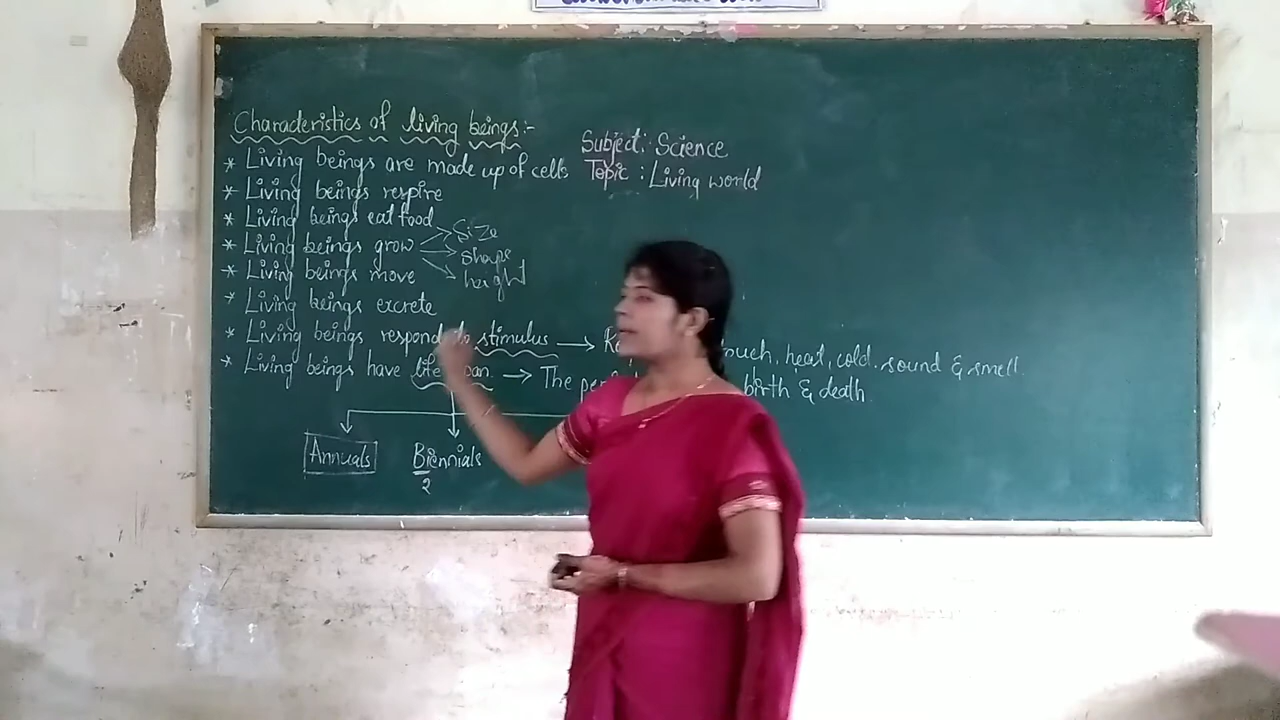 Characteristics of living beings:-
Subject: Science
Topic : Living world
* Living beings are made up of cells
* Living beings respire
* Living beings eat food
* Living beings grow
size
shape
height
* Living beings move
* Living beings excrete
* Living beings respond to stimulus → touch, heat, cold, sound & smell.
* Living beings have life span. → The birth & death.
Annuals
Biennials
2